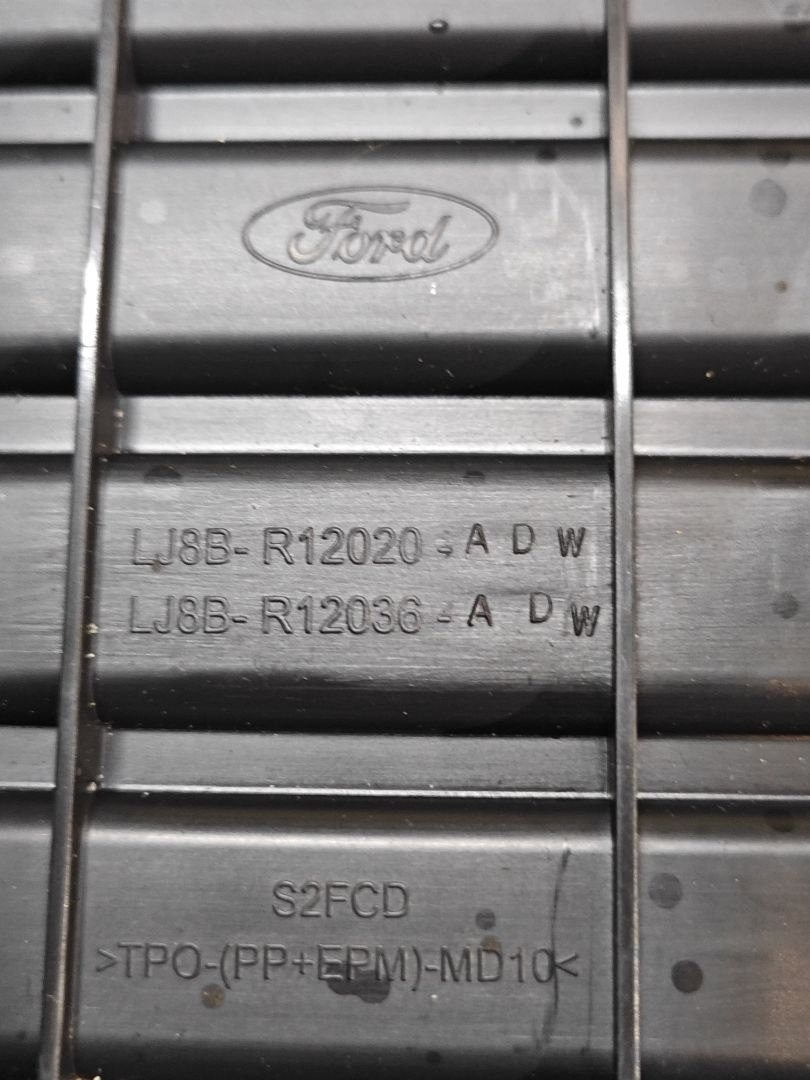 Ford
LJ8B- R12020 - A D W
LJ8B- R12036 - A D W
S2FCD
>TPO-(PP+EPM)-MD10<